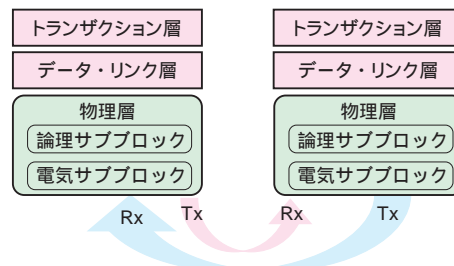 トランザクション層
データ・リンク層
物理層
論理サブブロック
電気サブブロック
トランザクション層
データ・リンク層
物理層
論理サブブロック
電気サブブロック
Rx Tx Rx Tx